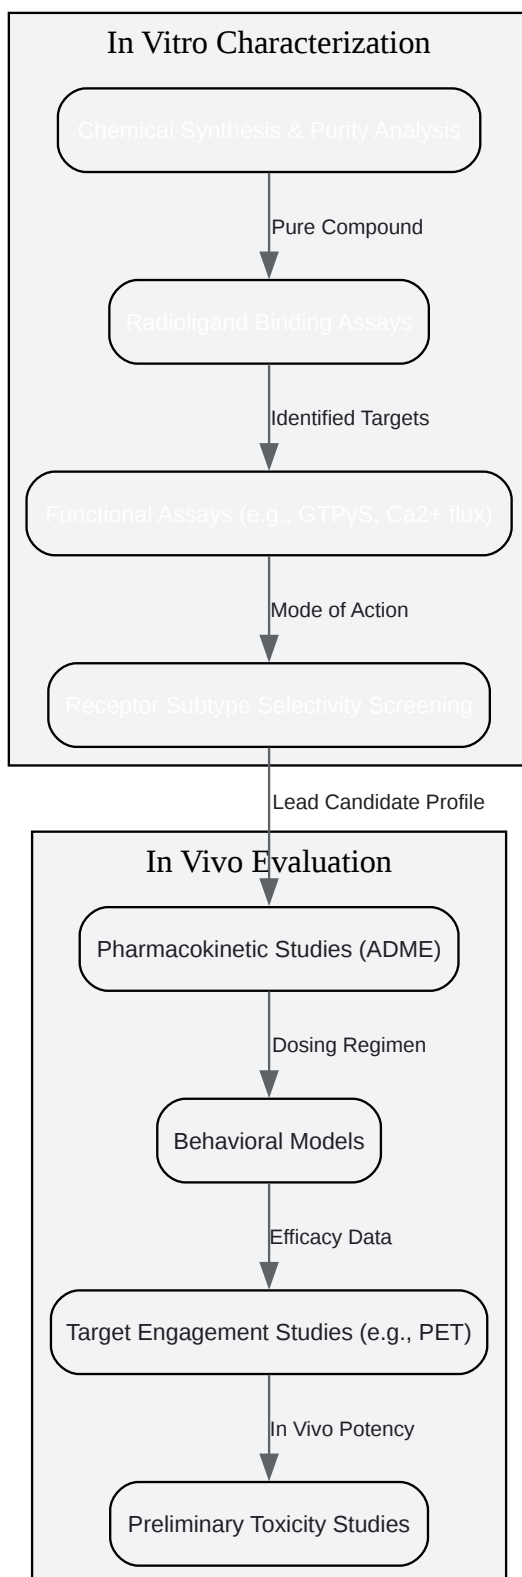 In Vitro Characterization
Chemical Synthesis & Purity Analysis
Pure Compound
Radioligand Binding Assays
Identified Targets
Functional Assays (e.g., GTPγS, Ca2+ flux)
Mode of Action
Receptor Subtype Selectivity Screening
Lead Candidate Profile
In Vivo Evaluation
Pharmacokinetic Studies (ADME)
Dosing Regimen
Behavioral Models
Efficacy Data
Target Engagement Studies (e.g., PET)
In Vivo Potency
Preliminary Toxicity Studies